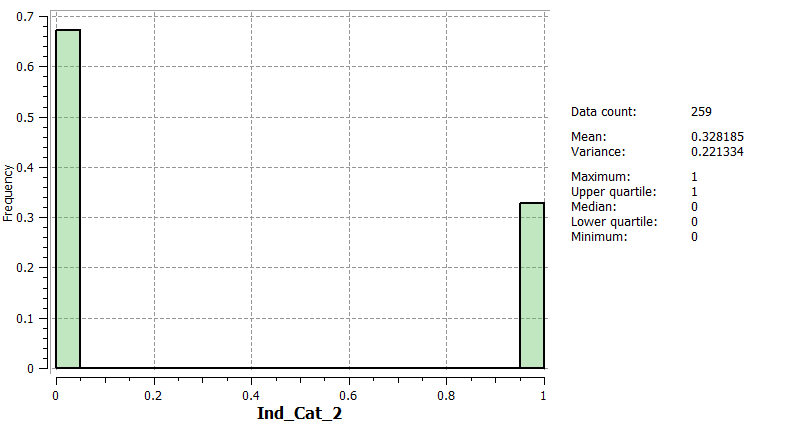 0.7
0.6
0.5
0.4
0.3
0.2
0.1
0
Frequency
0 0.2 0.4 0.6 0.8 1
Ind_Cat_2
Data count: 259
Mean: 0.328185
Variance: 0.221334
Maximum: 1
Upper quartile: 1
Median: 0
Lower quartile: 0
Minimum: 0